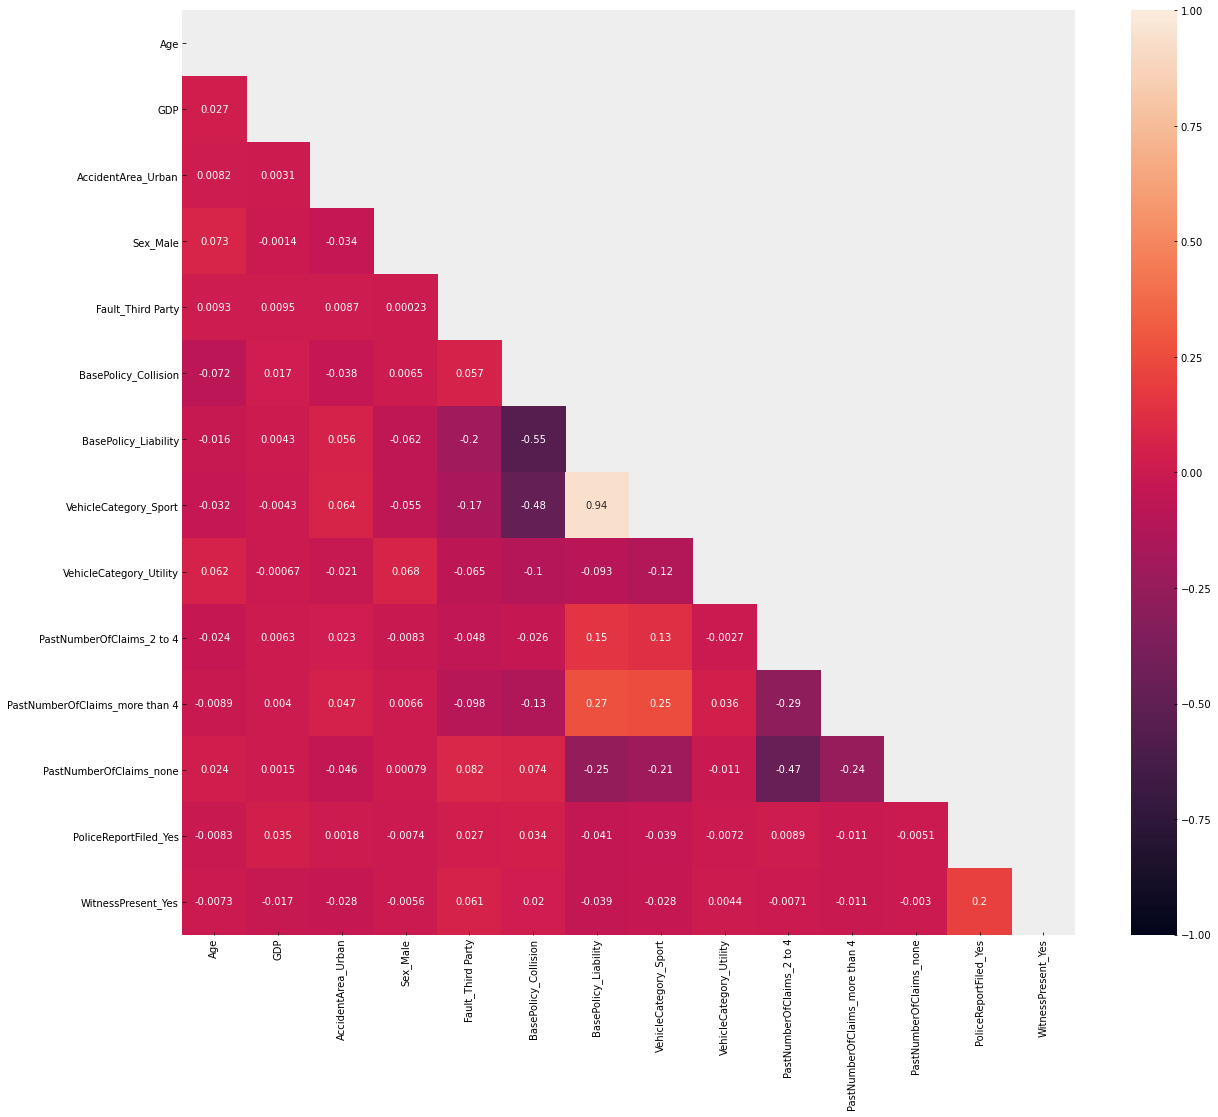 1.00
Age
GDP 0.027
0.75
AccidentArea_Urban 0.0082 0.0031
Sex_Male 0.073 -0.0014 -0.034
0.50
Fault_Third Party 0.0093 0.0095 0.0087 0.00023
BasePolicy_Collision -0.072 0.017 -0.038 0.0065 0.057
0.25
BasePolicy_Liability -0.016 0.0043 0.056 -0.062 -0.2 -0.55
0.00
VehicleCategory_Sport -0.032 -0.0043 0.064 -0.055 -0.17 -0.48 0.94
VehicleCategory_Utility 0.062 -0.00067 -0.021 0.068 -0.065 -0.1 -0.093 -0.12
−0.25
PastNumberOfClaims_2 to 4 -0.024 0.0063 0.023 -0.0083 -0.048 -0.026 0.15 0.13 -0.0027
PastNumberOfClaims_more than 4 -0.0089 0.004 0.047 0.0066 -0.098 -0.13 0.27 0.25 0.036 -0.29
−0.50
PastNumberOfClaims_none 0.024 0.0015 -0.046 0.00079 0.082 0.074 -0.25 -0.21 -0.011 -0.47 -0.24
−0.75
PoliceReportFiled_Yes -0.0083 0.035 0.0018 -0.0074 0.027 0.034 -0.041 -0.039 -0.0072 0.0089 -0.011 -0.0051
WitnessPresent_Yes -0.0073 -0.017 -0.028 -0.0056 0.061 0.02 -0.039 -0.028 0.0044 -0.0071 -0.011 -0.003 0.2
−1.00
Age
GDP
AccidentArea_Urban
Sex_Male
Fault_Third Party
BasePolicy_Collision
BasePolicy_Liability
VehicleCategory_Sport
VehicleCategory_Utility
PastNumberOfClaims_2 to 4
PastNumberOfClaims_more than 4
PastNumberOfClaims_none
PoliceReportFiled_Yes
WitnessPresent_Yes